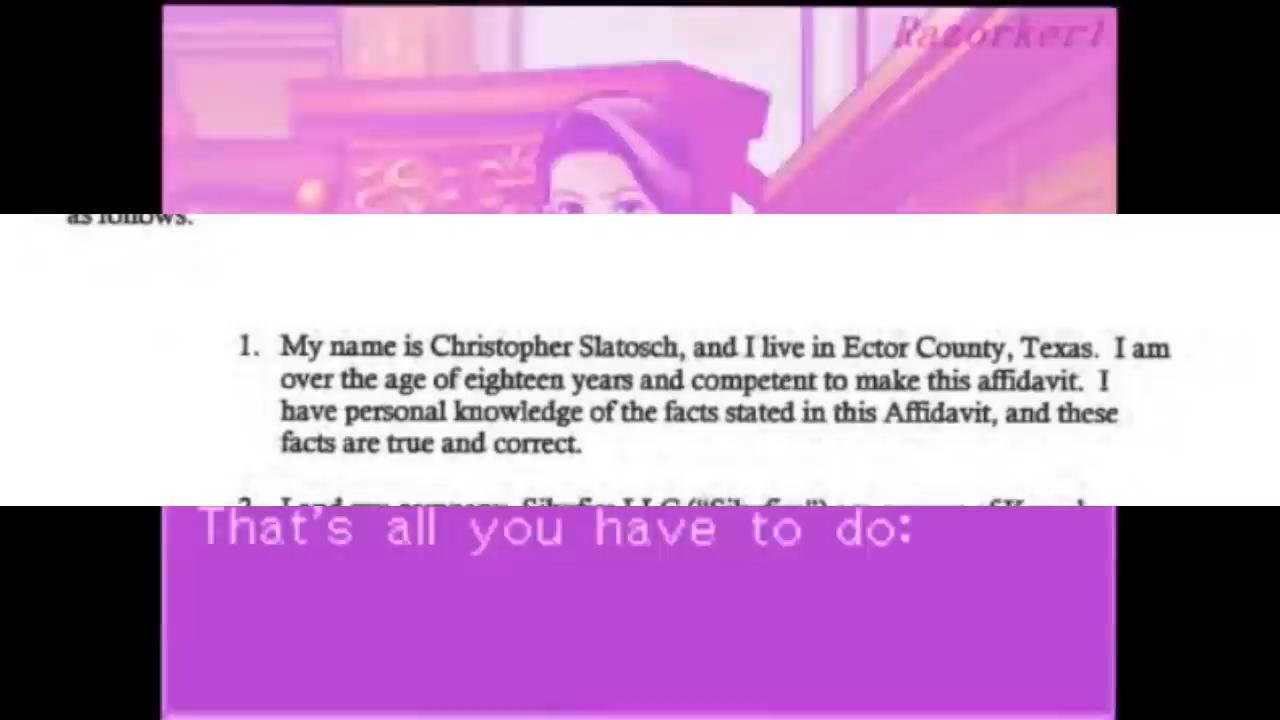 Razorker1
as follows.
1. My name is Christopher Slatosch, and I live in Ector County, Texas. I am
over the age of eighteen years and competent to make this affidavit. I
have personal knowledge of the facts stated in this Affidavit, and these
facts are true and correct.
That's all you have to do: